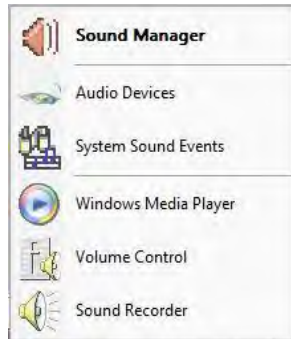 Sound Manager
Audio Devices
System Sound Events
Windows Media Player
Volume Control
Sound Recorder